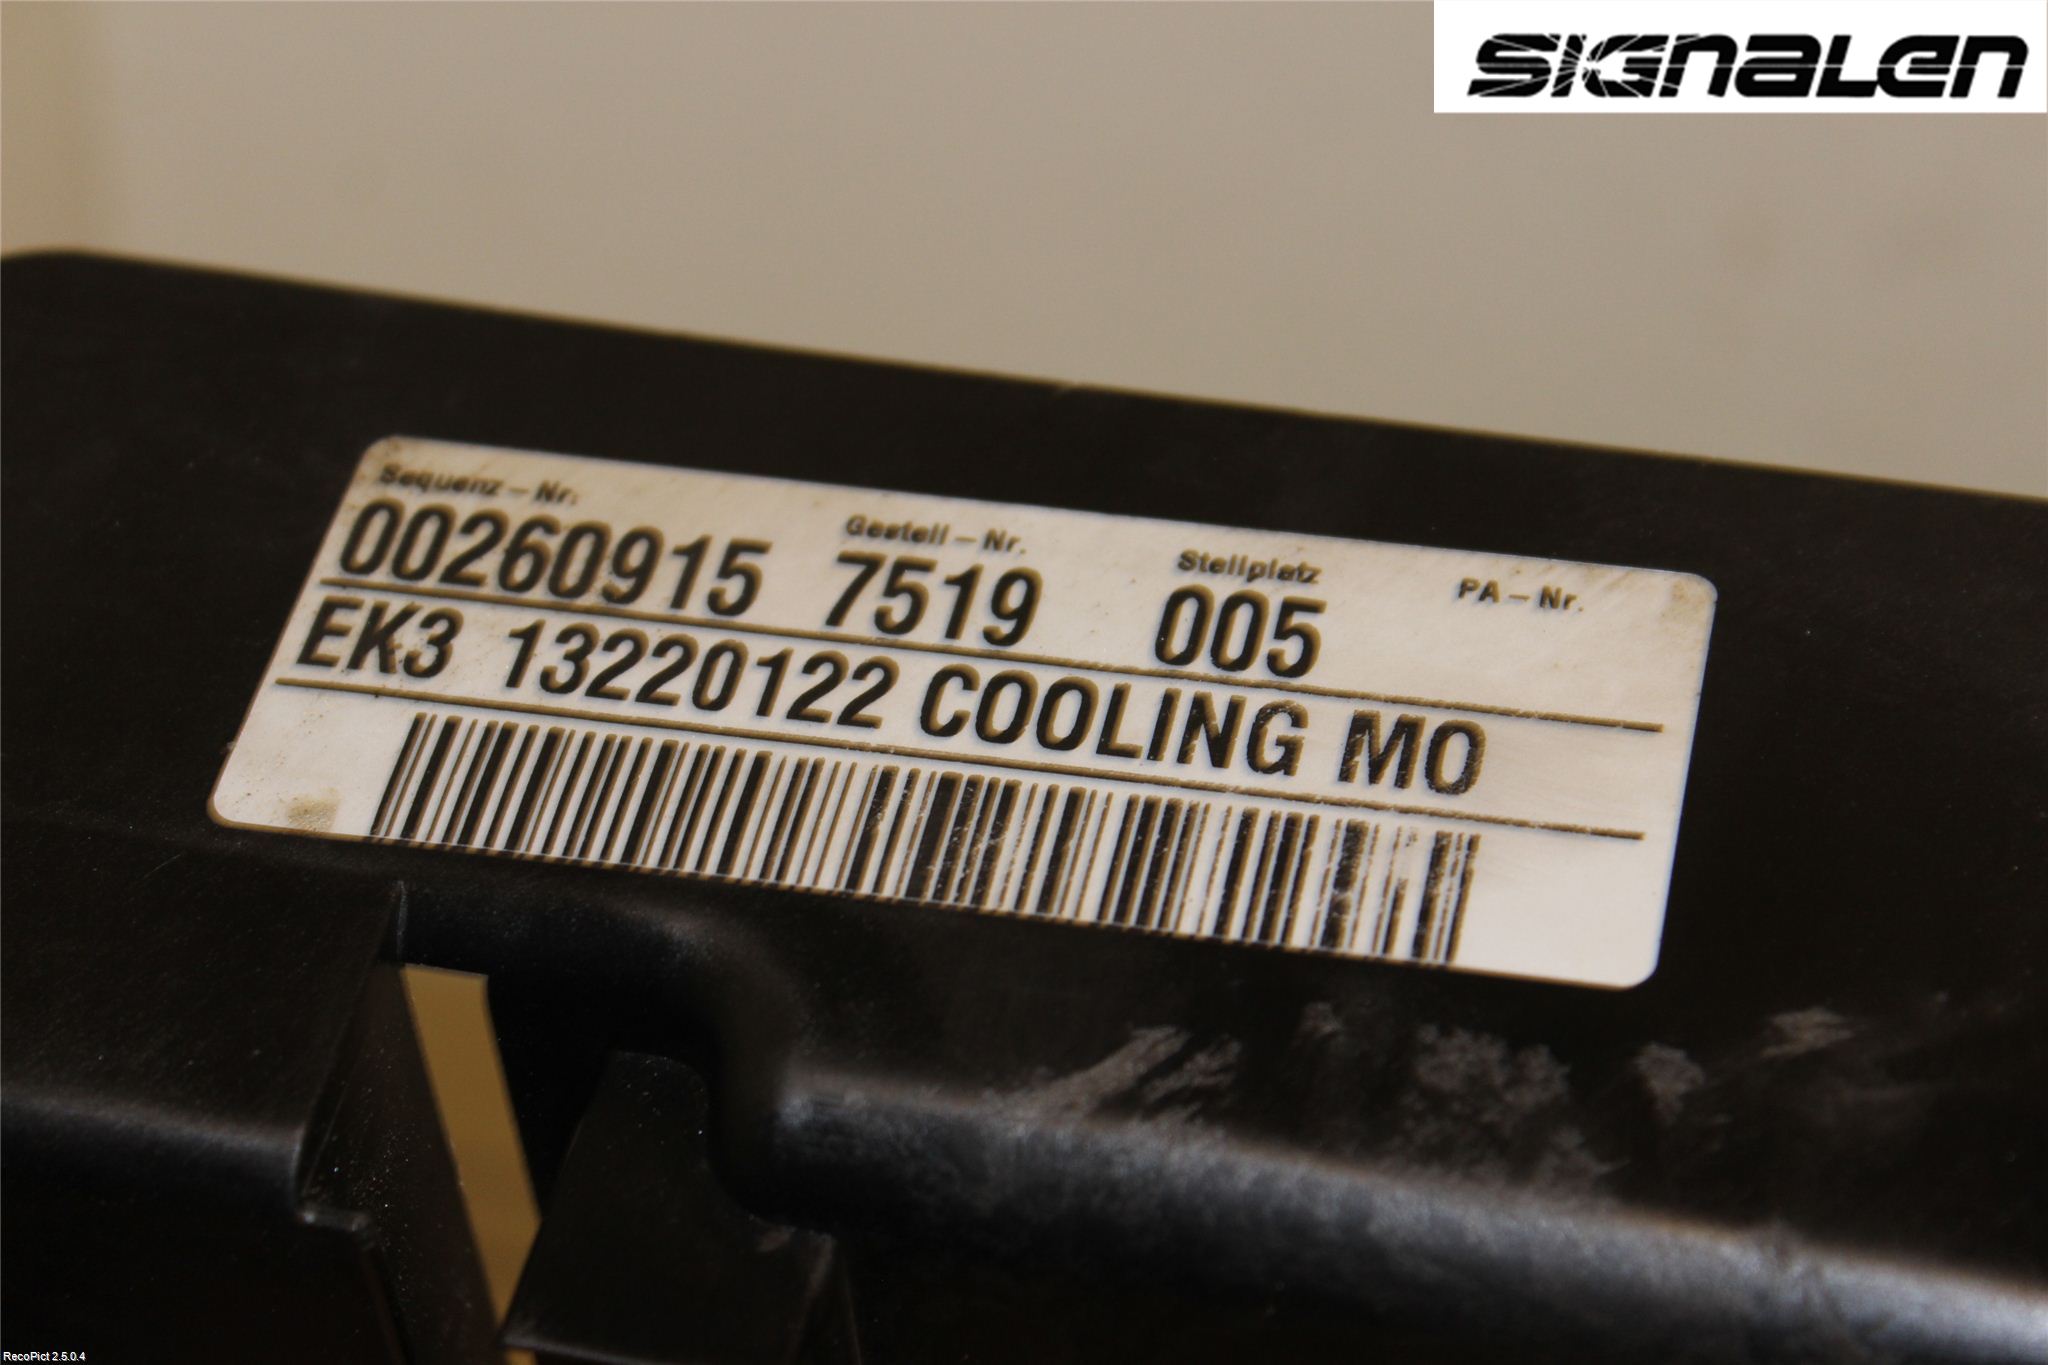 SIGNALEN
Sequenz-Nr. Gestell-Nr. Stellplatz PA-Nr.
00260915 7519 005
EK3 13220122 COOLING MO
RecoPict 2.5.0.4